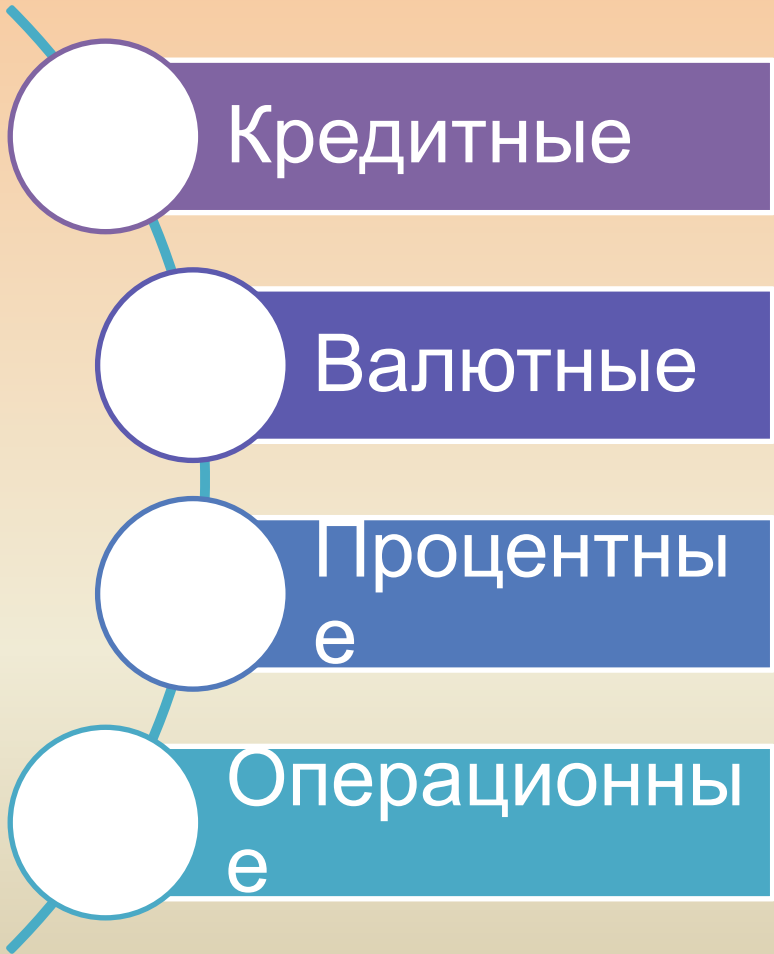 Кредитные
Валютные
Процентны
е
Операционны
е